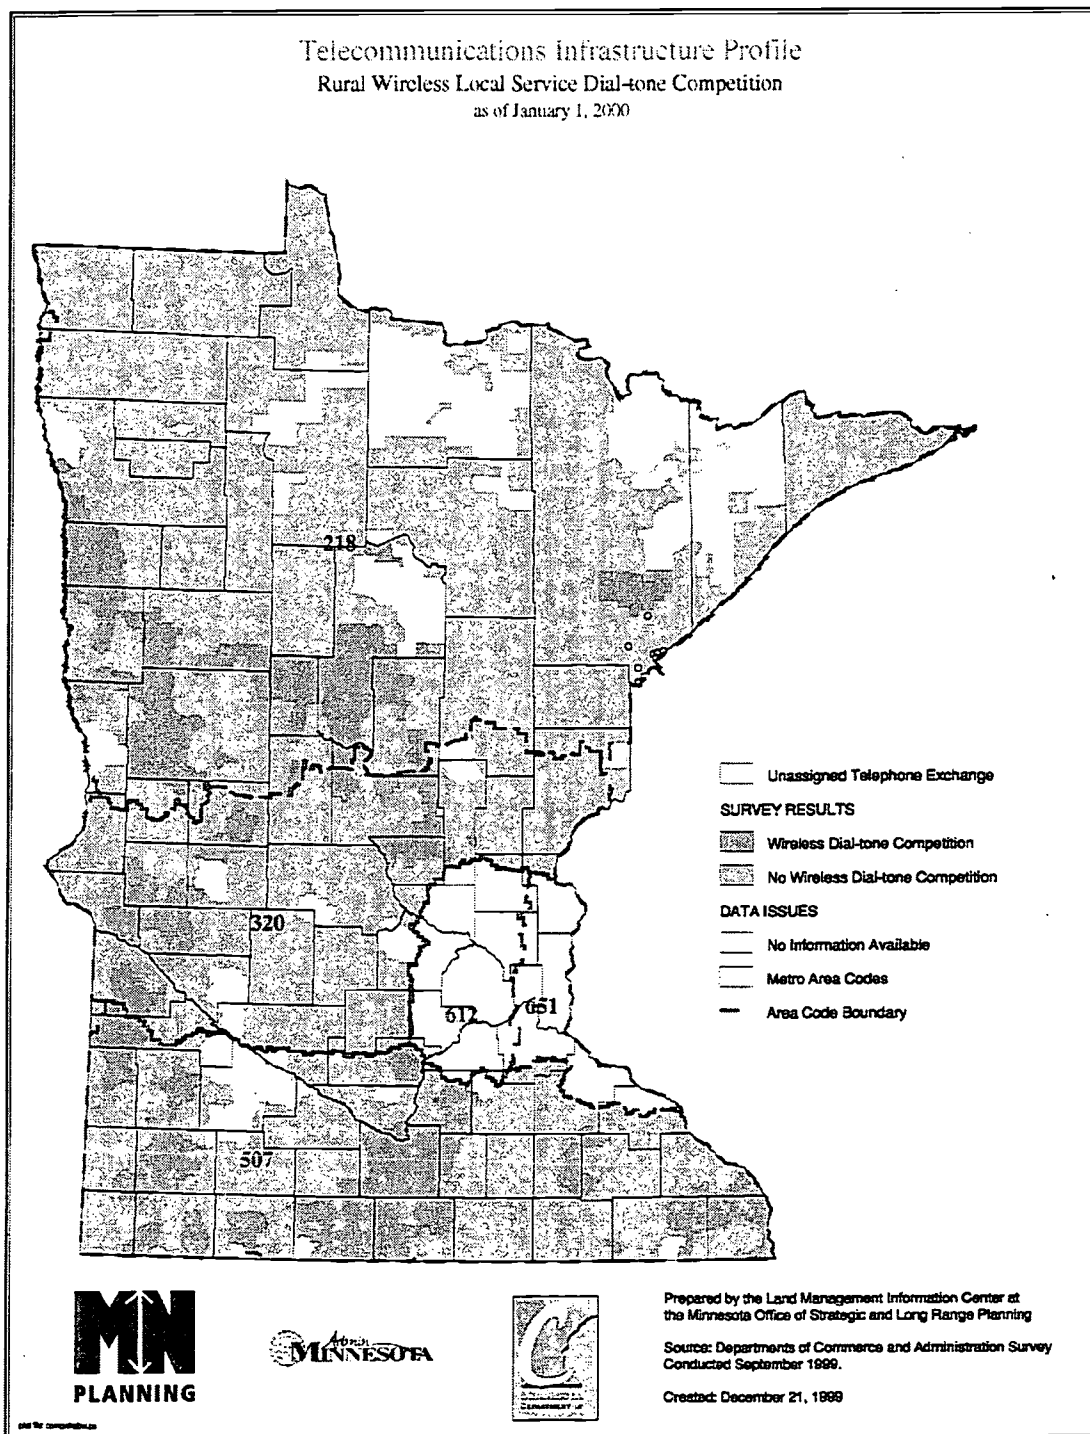 Telecommunications Infrastructure Profile
Rural Wireless Local Service Dial-tone Competition
as of January 1, 2000
218
320
612
651
507
Unassigned Telephone Exchange
SURVEY RESULTS
Wireless Dial-tone Competition
No Wireless Dial-tone Competition
DATA ISSUES
No Information Available
Metro Area Codes
Area Code Boundary
MN
PLANNING
Admin
MINNESOTA
DEPARTMENT OF
Prepared by the Land Management Information Center at
the Minnesota Office of Strategic and Long Range Planning
Source: Departments of Commerce and Administration Survey
Conducted September 1999.
Created: December 21, 1999